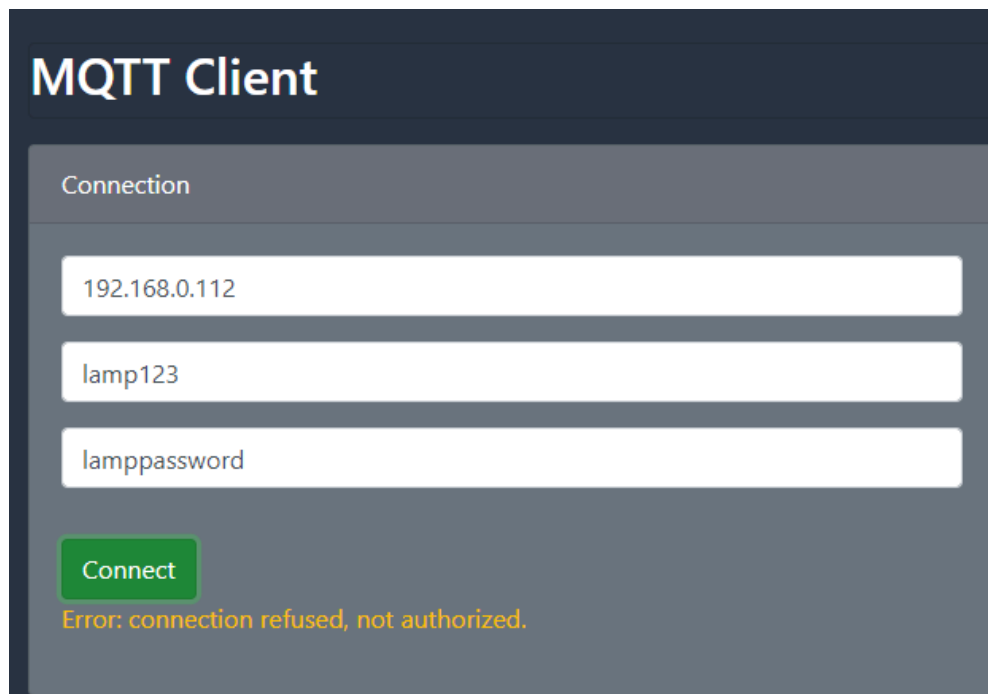 MQTT Client
Connection
192.168.0.112
lamp123
lamppassword
Connect
Error: connection refused, not authorized.